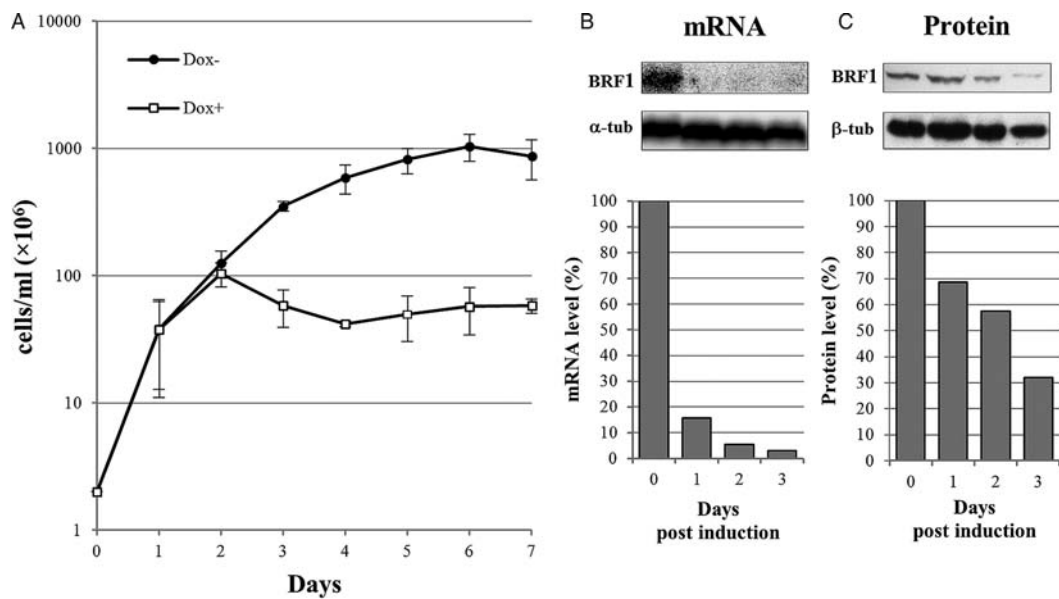 A
10000
1000
100
10
1
cells/ml (×10⁶)
Dox-
Dox+
0 1 2 3 4 5 6 7
Days
B
mRNA
BRF1
α-tub
100
90
80
70
60
50
40
30
20
10
0
mRNA level (%)
0 1 2 3
Days
post induction
C
Protein
BRF1
β-tub
100
90
80
70
60
50
40
30
20
10
0
Protein level (%)
0 1 2 3
Days
post induction